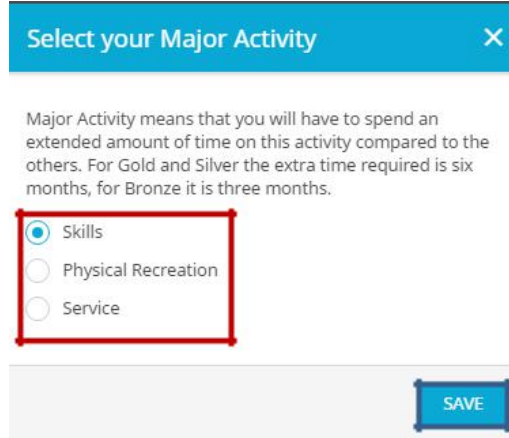 Select your Major Activity
Major Activity means that you will have to spend an
extended amount of time on this activity compared to the
others. For Gold and Silver the extra time required is six
months, for Bronze it is three months.
Skills
Physical Recreation
Service
SAVE